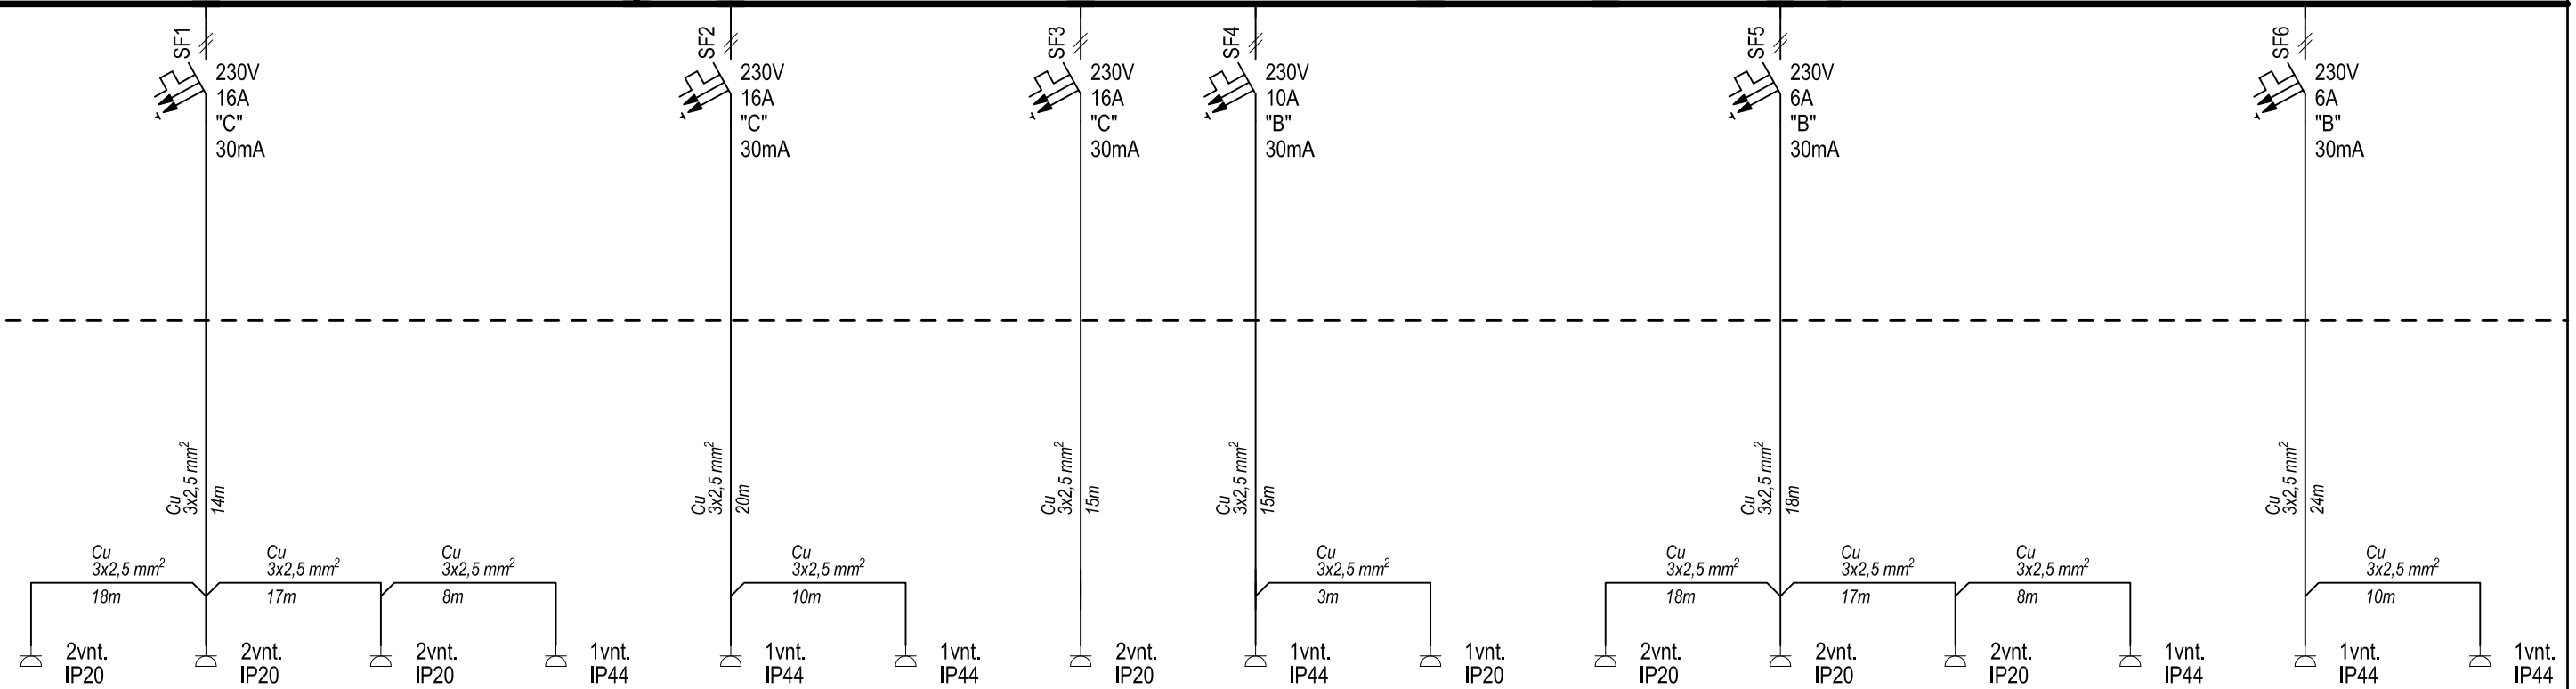 SF1
230V
16A
"C"
30mA
SF2
230V
16A
"C"
30mA
SF3
230V
16A
"C"
30mA
SF4
230V
10A
"B"
30mA
SF5
230V
6A
"B"
30mA
SF6
230V
6A
"B"
30mA
Cu
3x2,5 mm²
14m
Cu
3x2,5 mm²
20m
Cu
3x2,5 mm²
15m
Cu
3x2,5 mm²
15m
Cu
3x2,5 mm²
18m
Cu
3x2,5 mm²
24m
Cu
3x2,5 mm²
18m
Cu
3x2,5 mm²
17m
Cu
3x2,5 mm²
8m
Cu
3x2,5 mm²
10m
Cu
3x2,5 mm²
3m
Cu
3x2,5 mm²
18m
Cu
3x2,5 mm²
17m
Cu
3x2,5 mm²
8m
Cu
3x2,5 mm²
10m
2vnt.
IP20
2vnt.
IP20
2vnt.
IP20
1vnt.
IP44
1vnt.
IP44
1vnt.
IP44
2vnt.
IP20
1vnt.
IP44
1vnt.
IP20
2vnt.
IP20
2vnt.
IP20
2vnt.
IP20
1vnt.
IP44
1vnt.
IP44
1vnt.
IP44